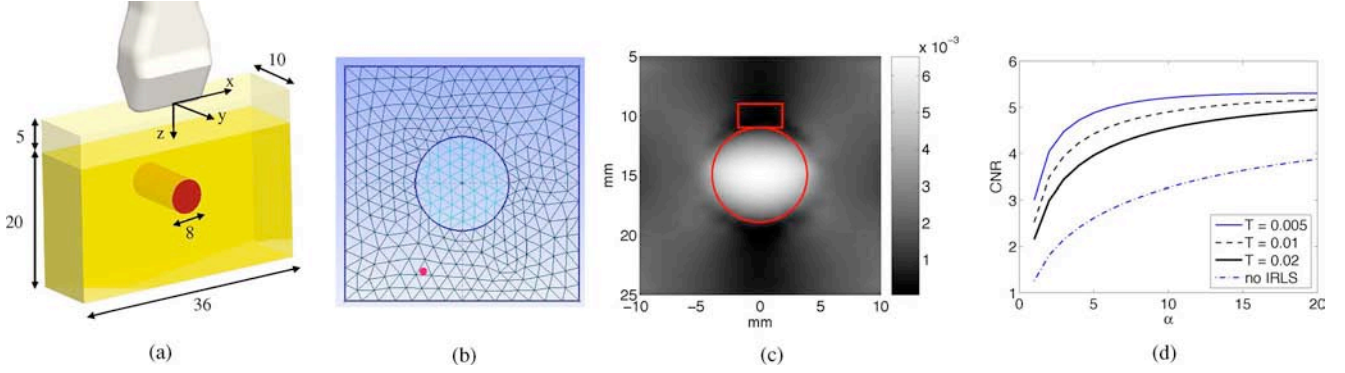 10
x
y
z
5
20
8
36
(a)
(b)
x 10⁻³
5
10
15
20
25
mm
−10 −5 0 5 10
mm
6
5
4
3
2
1
(c)
6
5
4
3
2
1
CNR
1 5 10 15 20
α
T = 0.005
T = 0.01
T = 0.02
no IRLS
(d)